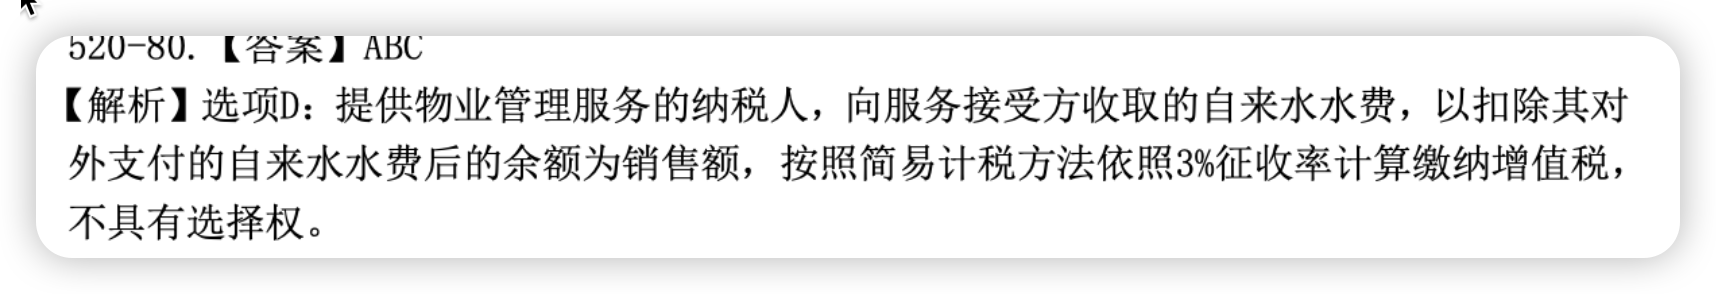 520-80.【答案】ABC
【解析】选项D：提供物业管理服务的纳税人，向服务接受方收取的自来水水费，以扣除其对
外支付的自来水水费后的余额为销售额，按照简易计税方法依照3%征收率计算缴纳增值税，
不具有选择权。